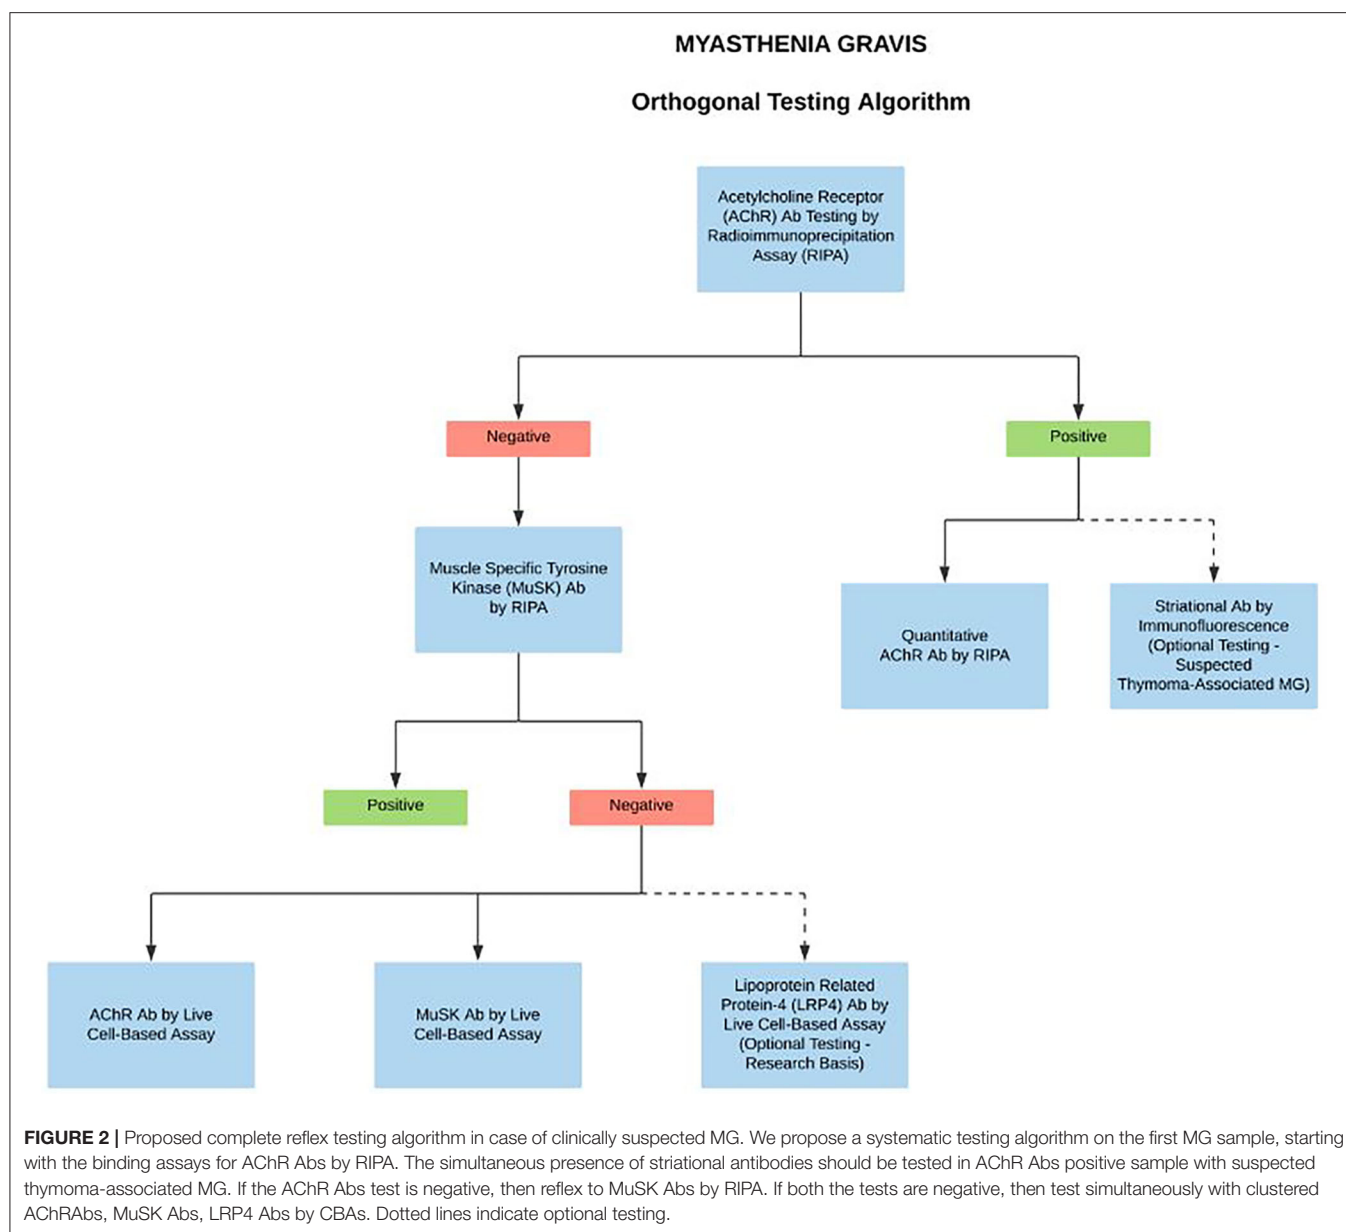 MYASTHENIA GRAVIS
Orthogonal Testing Algorithm
Acetylcholine Receptor
(AChR) Ab Testing by
Radioimmunoprecipitation
Assay (RIPA)
Negative
Positive
Muscle Specific Tyrosine
Kinase (MuSK) Ab
by RIPA
Quantitative
AChR Ab by RIPA
Striational Ab by
Immunofluorescence
(Optional Testing -
Suspected
Thymoma-Associated MG)
Positive
Negative
AChR Ab by Live
Cell-Based Assay
MuSK Ab by Live
Cell-Based Assay
Lipoprotein Related
Protein-4 (LRP4) Ab by
Live Cell-Based Assay
(Optional Testing -
Research Basis)
FIGURE 2 | Proposed complete reflex testing algorithm in case of clinically suspected MG. We propose a systematic testing algorithm on the first MG sample, starting
with the binding assays for AChR Abs by RIPA. The simultaneous presence of striational antibodies should be tested in AChR Abs positive sample with suspected
thymoma-associated MG. If the AChR Abs test is negative, then reflex to MuSK Abs by RIPA. If both the tests are negative, then test simultaneously with clustered
AChRAbs, MuSK Abs, LRP4 Abs by CBAs. Dotted lines indicate optional testing.